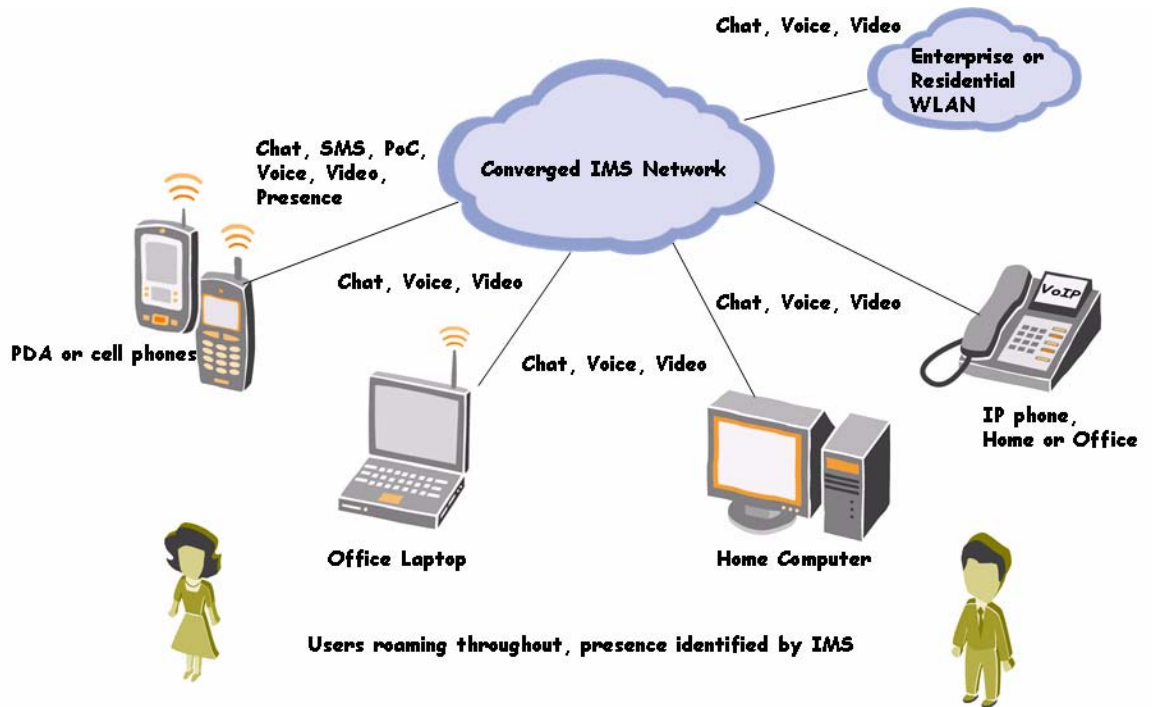 Chat, Voice, Video
Enterprise or
Residential
WLAN
Chat, SMS, PoC,
Voice, Video,
Presence
Converged IMS Network
Chat, Voice, Video
Chat, Voice, Video
VoIP
PDA or cell phones
Chat, Voice, Video
IP phone,
Home or Office
Office Laptop
Home Computer
Users roaming throughout, presence identified by IMS